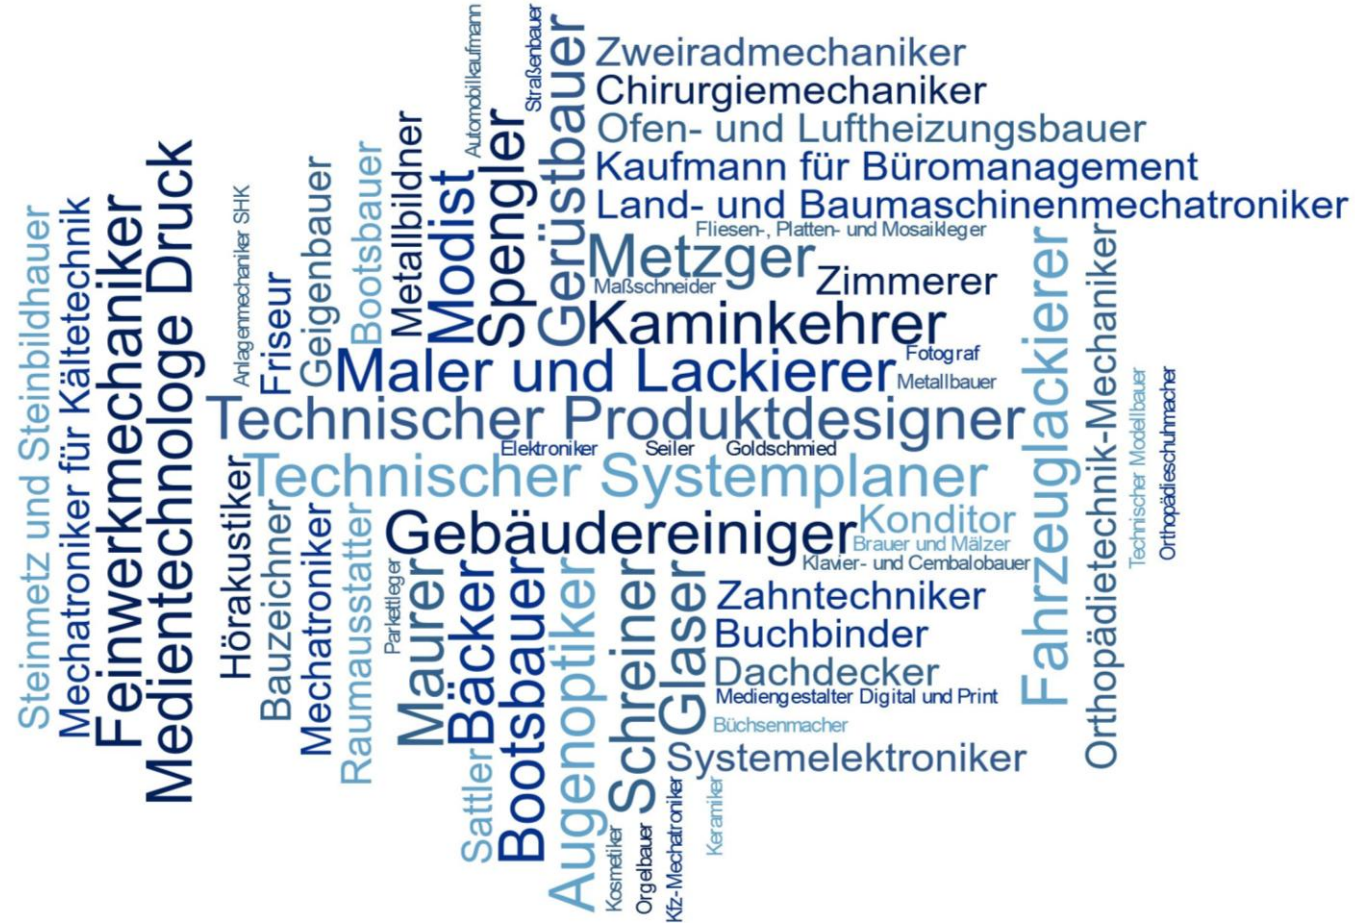 Steinmetz und Steinbildhauer
Mechatroniker für Kältetechnik
Feinwerkmechaniker
Medientechnologe Druck
Anlagenmechaniker SHK
Friseur
Geigenbauer
Bootsbauer
Metallbildner
Modist
Automobilkaufmann
Spengler
Straßenbauer
Gerüstbauer
Zweiradmechaniker
Chirurgiemechaniker
Ofen- und Luftheizungsbauer
Kaufmann für Büromanagement
Land- und Baumaschinenmechatroniker
Fliesen-, Platten- und Mosaikleger
Metzger
Zimmerer
Maßschneider
Kaminkehrer
Maler und Lackierer
Fotograf
Metallbauer
Technischer Produktdesigner
Elektroniker
Seiler
Goldschmied
Technischer Systemplaner
Gebäudereiniger
Konditor
Brauer und Mälzer
Klavier- und Cembalobauer
Fahrzeuglackierer
Orthopädietechnik-Mechaniker
Technischer Modellbauer
Orthopädieschuhmacher
Hörakustiker
Bauzeichner
Mechatroniker
Raumausstatter
Parkettleger
Maurer
Bäcker
Sattler
Bootsbauer
Augenoptiker
Schreiner
Glaser
Zahntechniker
Buchbinder
Dachdecker
Mediengestalter Digital und Print
Büchsenmacher
Systemelektroniker
Kosmetiker
Orgelbauer
Kfz-Mechatroniker
Keramiker